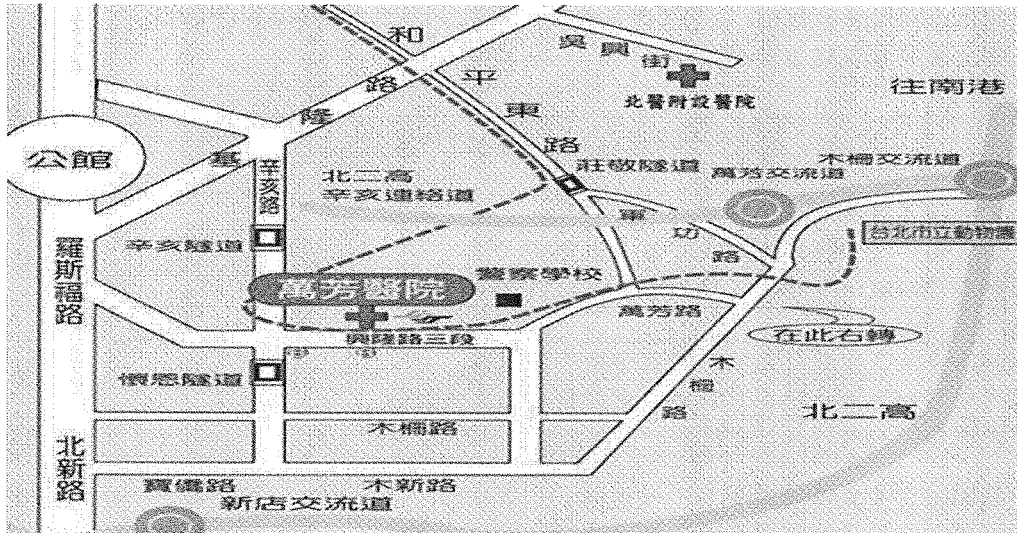 和平東路
吳興街
北醫附設醫院
往南港
基隆路
公館
辛亥路
北二高
辛亥連絡道
莊敬隧道
木柵交流道
萬芳交流道
軍功路
台北市立動物園
羅斯福路
辛亥隧道
萬芳醫院
警察學校
興隆路三段
萬芳路
在此右轉
懷恩隧道
木柵路
北二高
木柵路
北新路
寶僑路
木新路
新店交流道